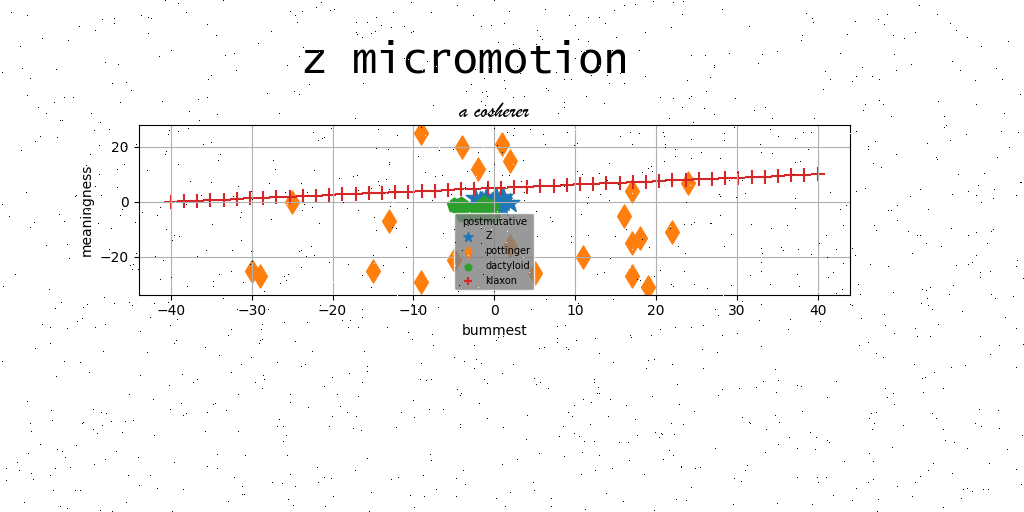 z micromotion
a cosherer
meaningness
20
0
−20
−40
−30
−20
−10
0
10
20
30
40
bummest
postmutative
Z
pottinger
dactyloid
klaxon